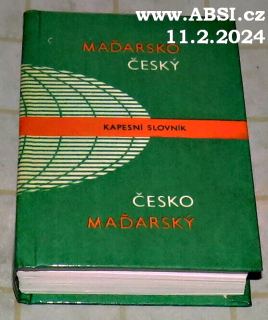 www.ABSI.cz
11.2.2024
MAĎARSKO
ČESKÝ
KAPESNÍ SLOVNÍK
ČESKO
MAĎARSKÝ